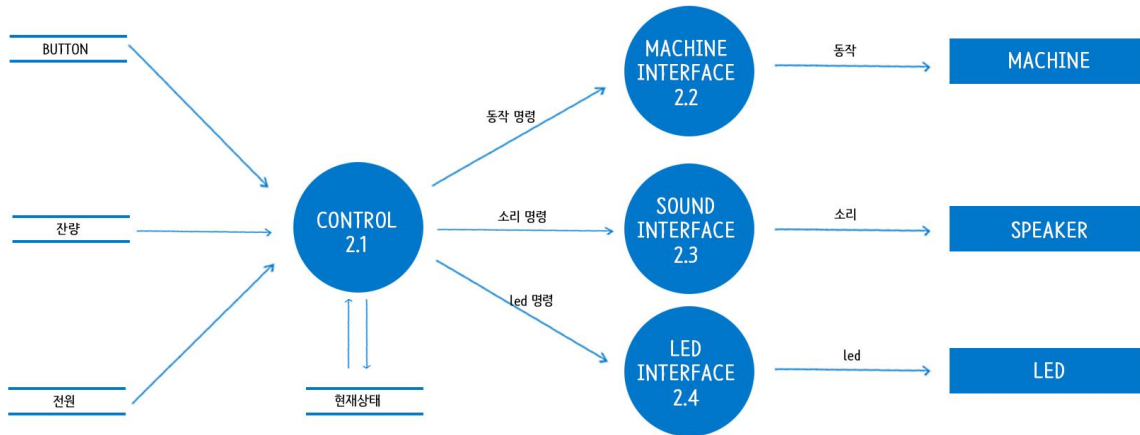 BUTTON
잔량
전원
CONTROL
2.1
현재상태
동작 명령
소리 명령
led 명령
MACHINE
INTERFACE
2.2
SOUND
INTERFACE
2.3
LED
INTERFACE
2.4
동작
소리
led
MACHINE
SPEAKER
LED